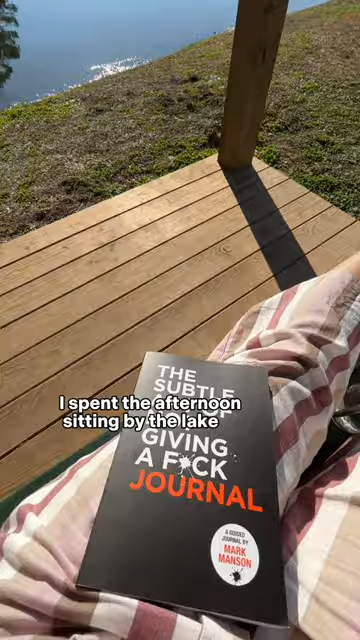 THE
SUBTLE
I spent the afternoon
sitting by the lake
GIVING
A F*CK
JOURNAL
A GUIDED
JOURNAL BY
MARK
MANSON